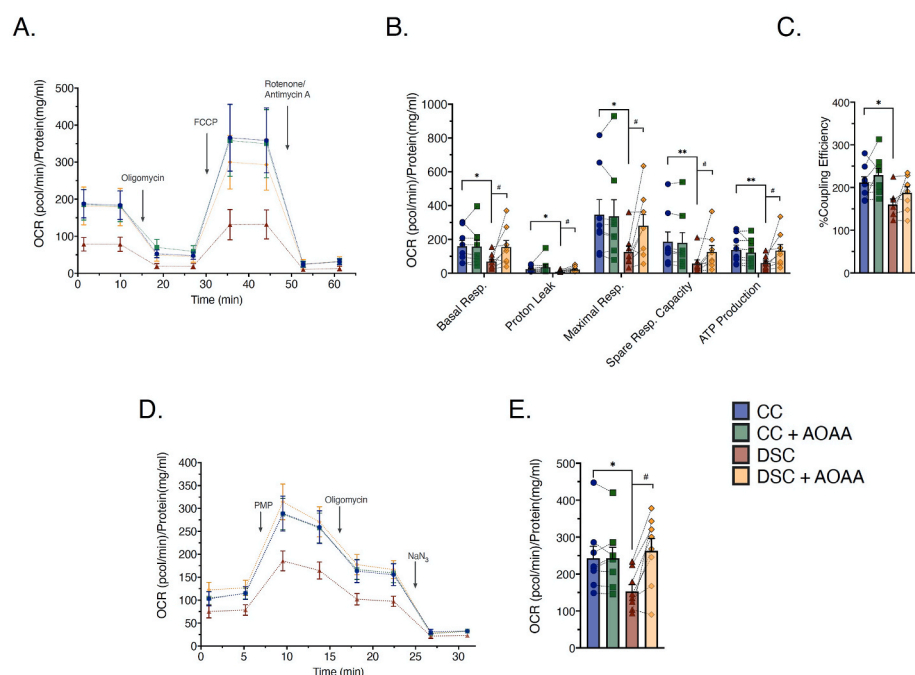 A.
B.
C.
OCR (pcol/min)/Protein(mg/ml)
500
400
300
200
100
0
Oligomycin
FCCP
Rotenone/
Antimycin A
0 10 20 30 40 50 60
Time (min)
OCR (pcol/min)/Protein(mg/ml)
1000
800
600
400
200
0
*
#
*
#
*
#
**
#
**
#
Basal Resp.
Proton Leak
Maximal Resp.
Spare Resp. Capacity
ATP Production
%Coupling Efficiency
400
300
200
100
0
*
D.
E.
OCR (pcol/min)/Protein(mg/ml)
400
350
300
250
200
150
100
50
0
PMP
Oligomycin
NaN3
0 5 10 15 20 25 30
Time (min)
OCR (pcol/min)/Protein(mg/ml)
500
400
300
200
100
0
*
#
CC
CC + AOAA
DSC
DSC + AOAA